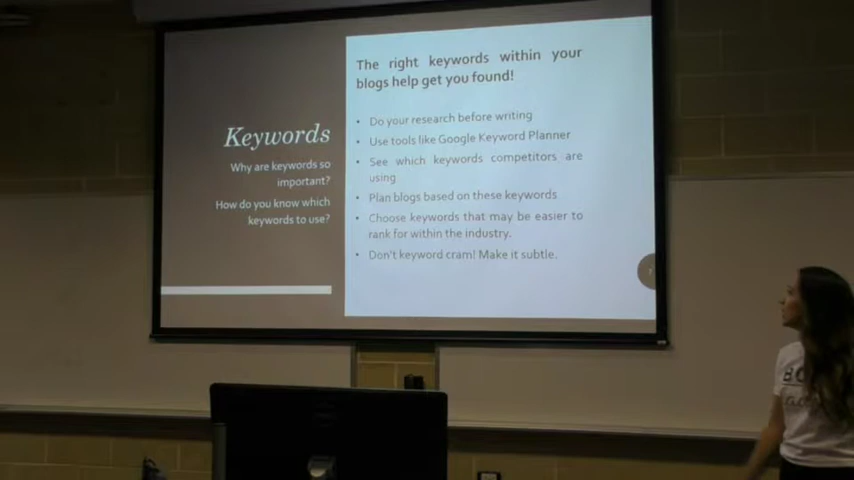 Keywords
Why are keywords so
important?
How do you know which
keywords to use?
The right keywords within your
blogs help get you found!
• Do your research before writing
• Use tools like Google Keyword Planner
• See which keywords competitors are
using
• Plan blogs based on these keywords
• Choose keywords that may be easier to
rank for within the industry.
• Don't keyword cram! Make it subtle.